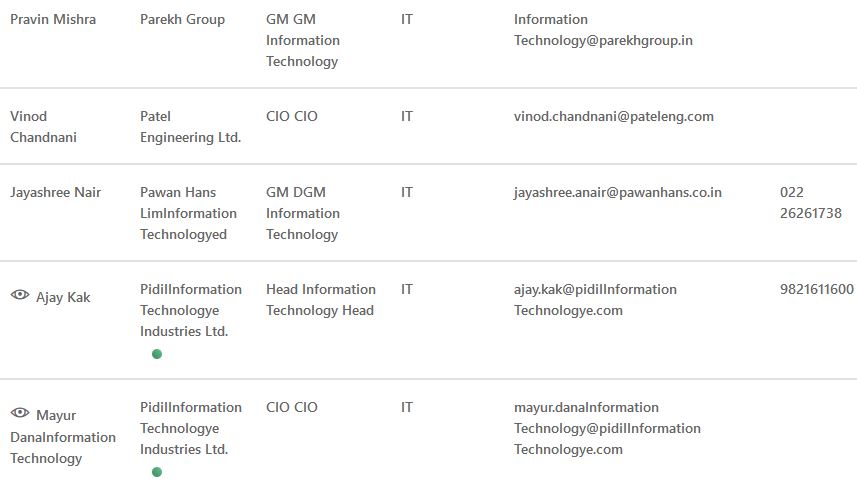 Pravin Mishra
Parekh Group
GM GM
Information
Technology
IT
Information
Technology@parekhgroup.in
Vinod
Chandnani
Patel
Engineering Ltd.
CIO CIO
IT
vinod.chandnani@pateleng.com
Jayashree Nair
Pawan Hans
LimInformation
Technologyed
GM DGM
Information
Technology
IT
jayashree.anair@pawanhans.co.in
022
26261738
Ajay Kak
PidilInformation
Technologye
Industries Ltd.
Head Information
Technology Head
IT
ajay.kak@pidilInformation
Technologye.com
9821611600
Mayur
DanaInformation
Technology
PidilInformation
Technologye
Industries Ltd.
CIO CIO
IT
mayur.danaInformation
Technology@pidilInformation
Technologye.com